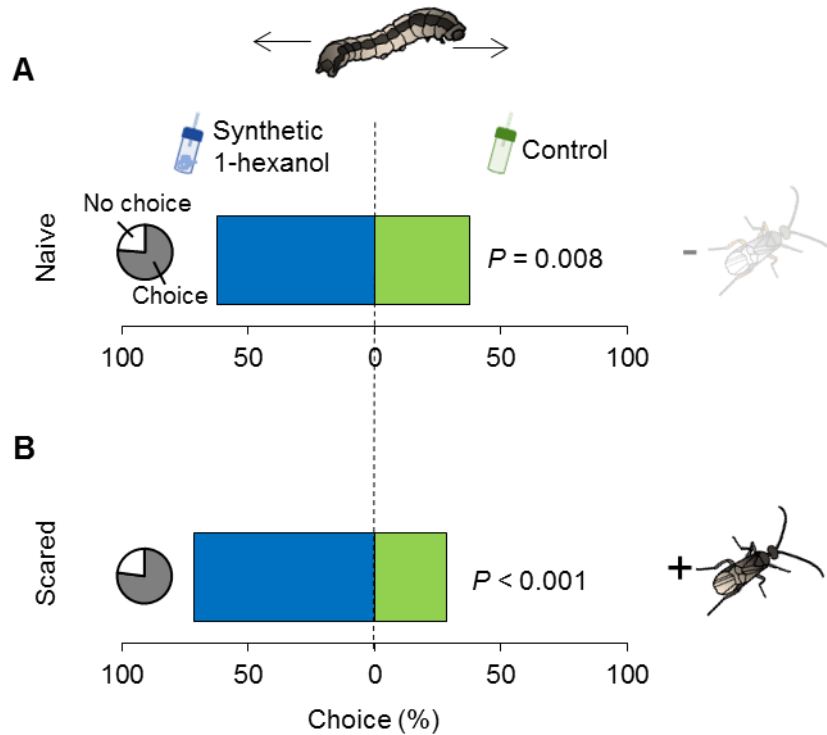 A
Synthetic
1-hexanol
Control
Naive
No choice
Choice
P = 0.008
-
100 50 0 50 100
B
Scared
P < 0.001
+
100 50 0 50 100
Choice (%)